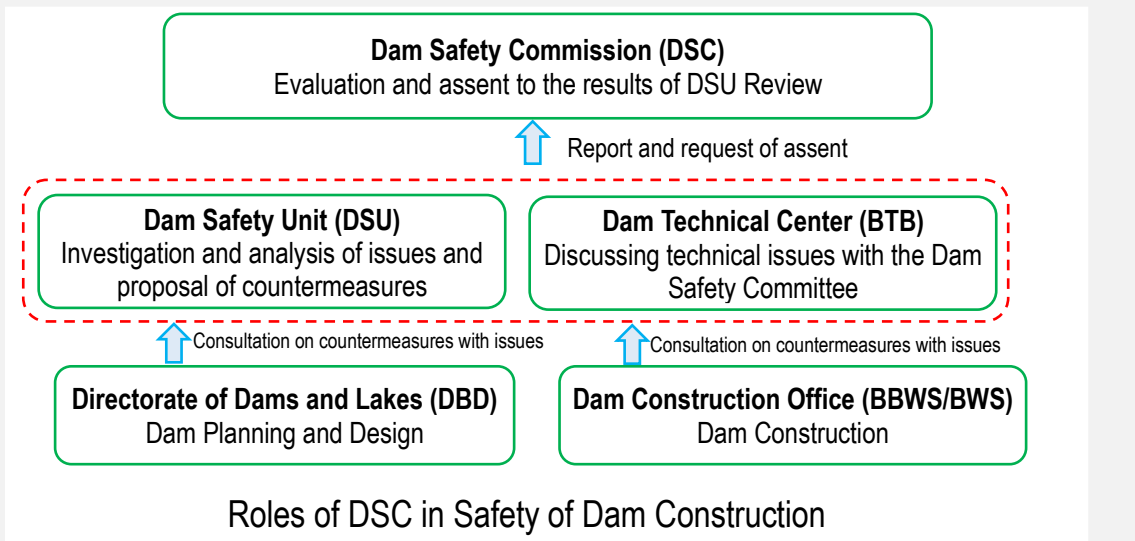 Dam Safety Commission (DSC)
Evaluation and assent to the results of DSU Review
Report and request of assent
Dam Safety Unit (DSU)
Investigation and analysis of issues and
proposal of countermeasures
Dam Technical Center (BTB)
Discussing technical issues with the Dam
Safety Committee
Consultation on countermeasures with issues
Consultation on countermeasures with issues
Directorate of Dams and Lakes (DBD)
Dam Planning and Design
Dam Construction Office (BBWS/BWS)
Dam Construction
Roles of DSC in Safety of Dam Construction